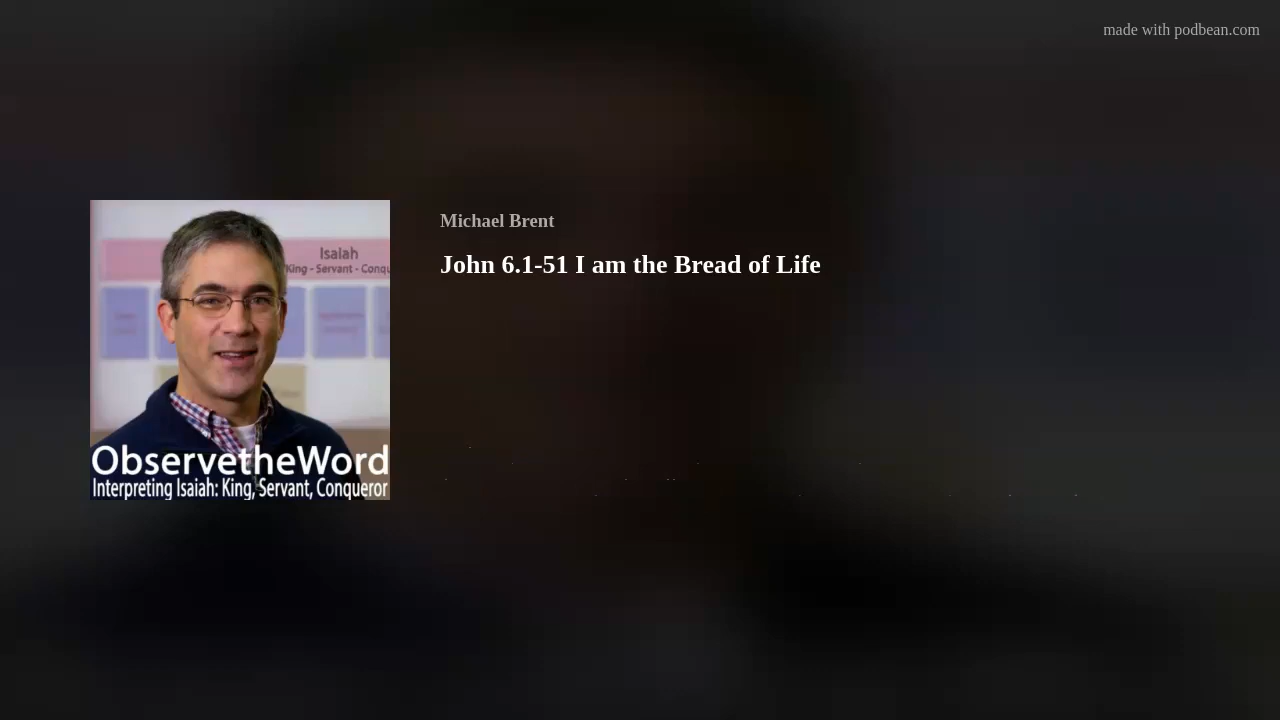 made with podbean.com
Michael Brent
John 6.1-51 I am the Bread of Life
Isaiah
King - Servant - Conqu
ObservetheWord
Interpreting Isaiah: King, Servant, Conqueror